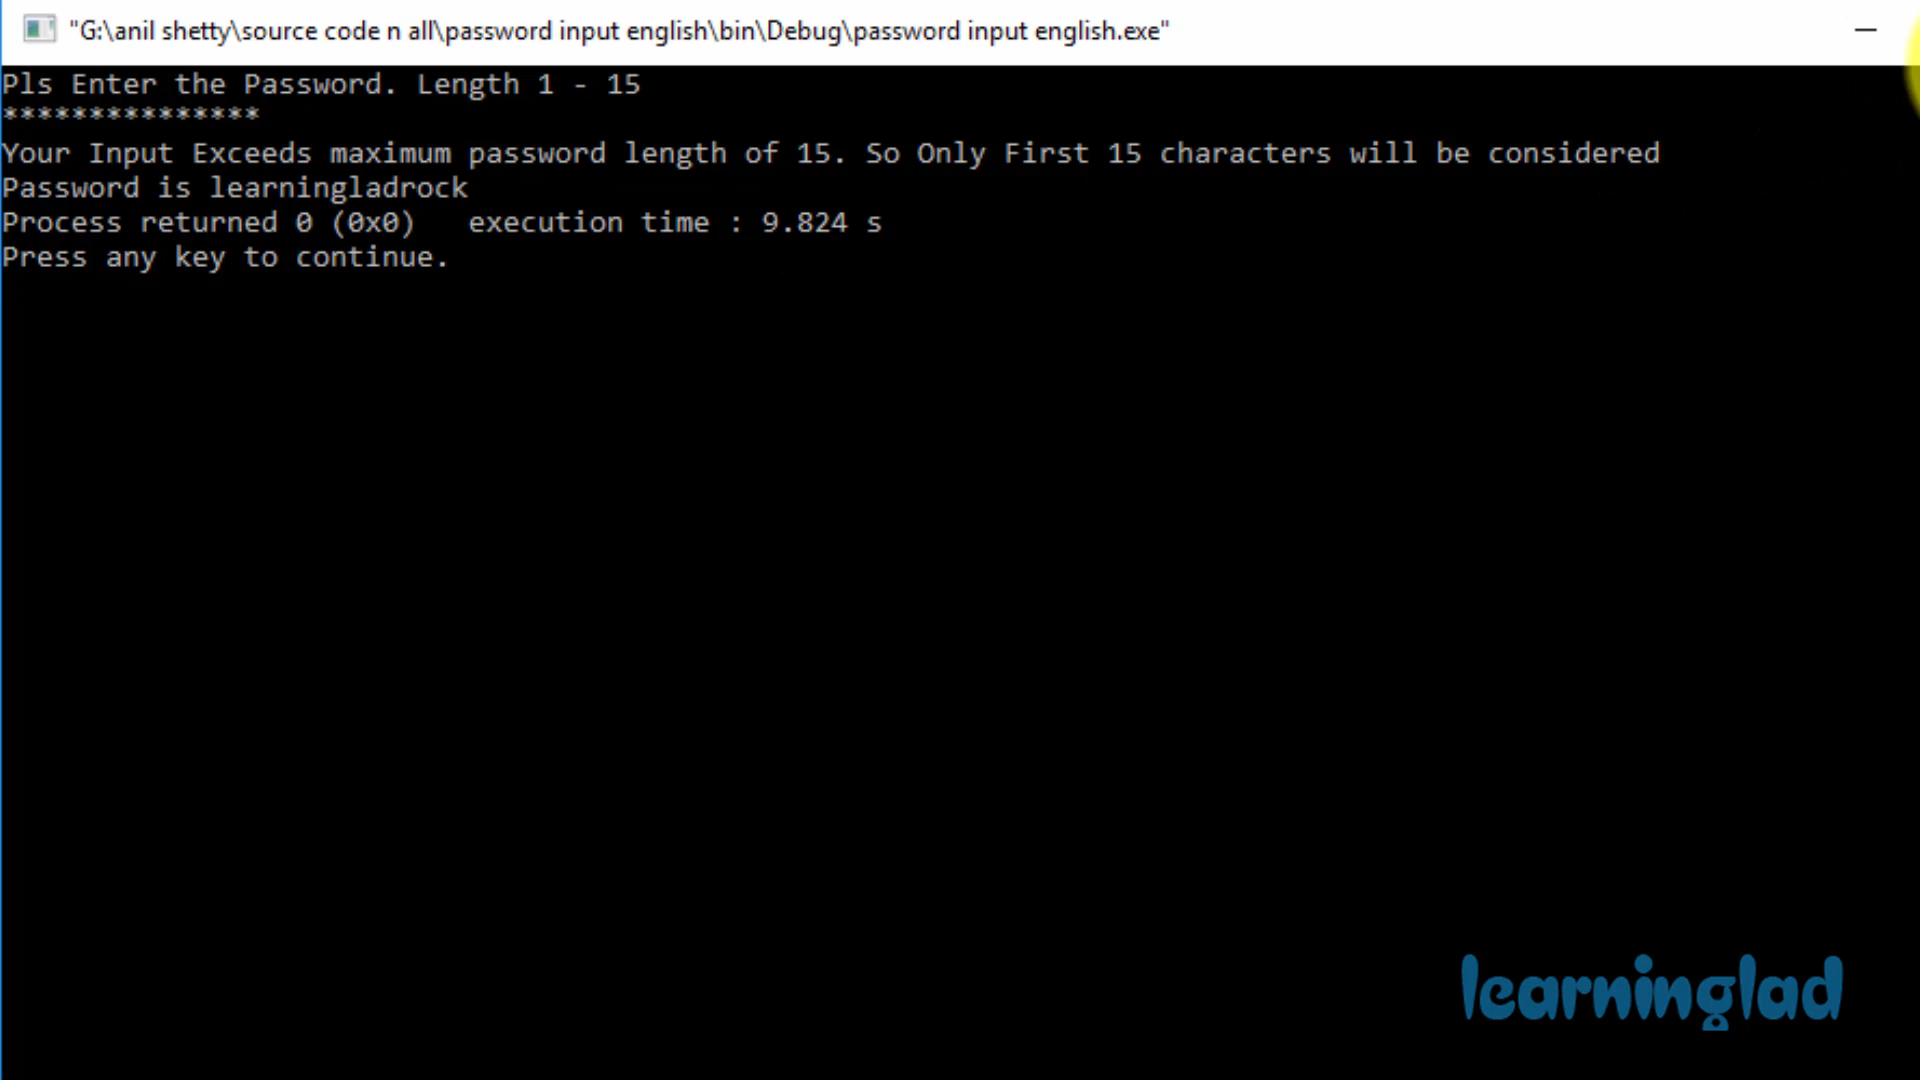 "G:\anil shetty\source code n all\password input english\bin\Debug\password input english.exe"
Pls Enter the Password. Length 1 - 15
***************
Your Input Exceeds maximum password length of 15. So Only First 15 characters will be considered
Password is learningladrock
Process returned 0 (0x0)   execution time : 9.824 s
Press any key to continue.
learninglad